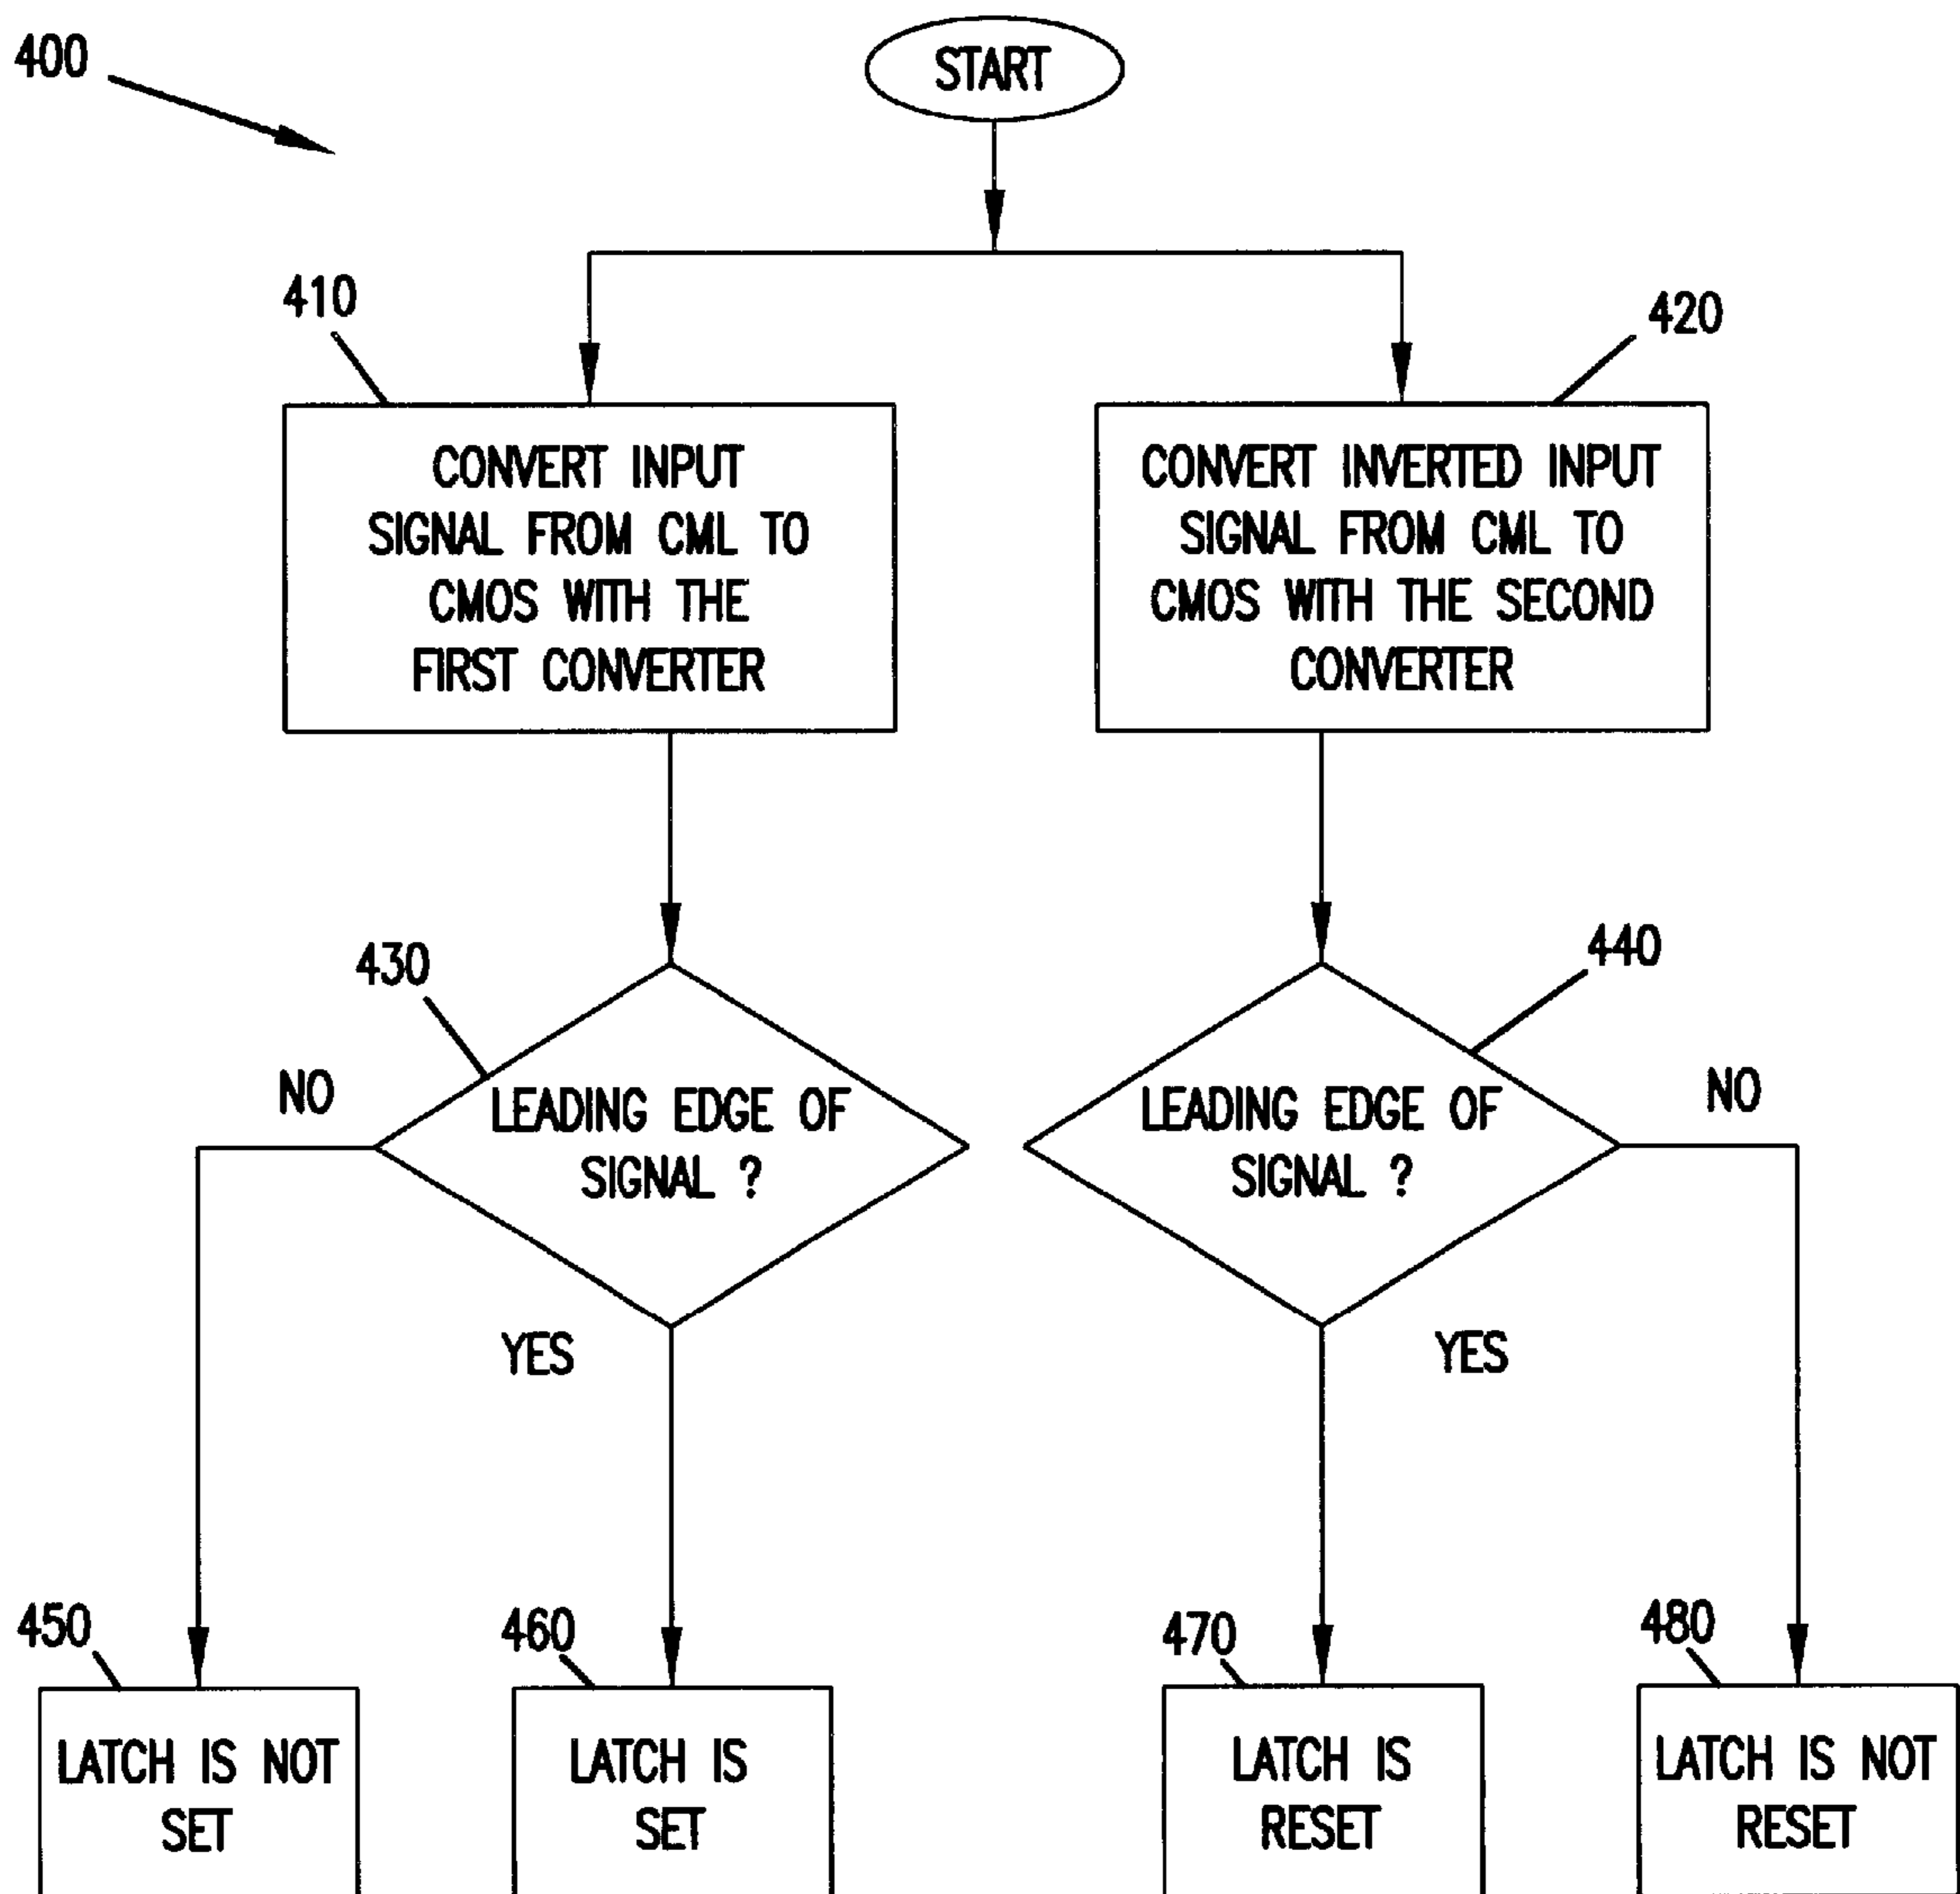 400
START
410
420
CONVERT INPUT
SIGNAL FROM CML TO
CMOS WITH THE
FIRST CONVERTER
CONVERT INVERTED INPUT
SIGNAL FROM CML TO
CMOS WITH THE SECOND
CONVERTER
430
440
NO
LEADING EDGE OF
SIGNAL ?
LEADING EDGE OF
SIGNAL ?
NO
YES
YES
450
460
470
480
LATCH IS NOT
SET
LATCH IS
SET
LATCH IS
RESET
LATCH IS NOT
RESET